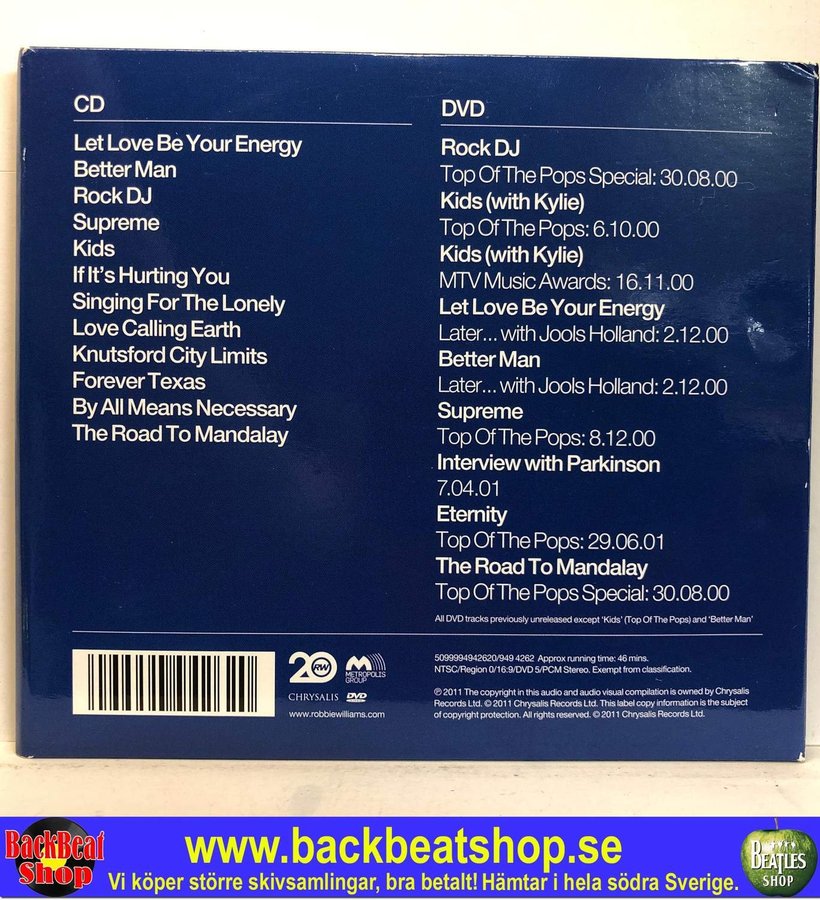 CD
Let Love Be Your Energy
Better Man
Rock DJ
Supreme
Kids
If It's Hurting You
Singing For The Lonely
Love Calling Earth
Knutsford City Limits
Forever Texas
By All Means Necessary
The Road To Mandalay
DVD
Rock DJ
Top Of The Pops Special: 30.08.00
Kids (with Kylie)
Top Of The Pops: 6.10.00
Kids (with Kylie)
MTV Music Awards: 16.11.00
Let Love Be Your Energy
Later... with Jools Holland: 2.12.00
Better Man
Later... with Jools Holland: 2.12.00
Supreme
Top Of The Pops: 8.12.00
Interview with Parkinson
7.04.01
Eternity
Top Of The Pops: 29.06.01
The Road To Mandalay
Top Of The Pops Special: 30.08.00
All DVD tracks previously unreleased except 'Kids' (Top Of The Pops) and 'Better Man'
20 RW
METROPOLIS
GROUP
CHRYSALIS
DVD
www.robbiewilliams.com
5099994942620/949 4262 Approx running time: 46 mins.
NTSC/Region 0/16:9/DVD 5/PCM Stereo. Exempt from classification.
℗ 2011 The copyright in this audio and audio visual compilation is owned by Chrysalis
Records Ltd. © 2011 Chrysalis Records Ltd. This label copy information is the subject
of copyright protection. All rights reserved. © 2011 Chrysalis Records Ltd.
BackBeat
Shop
www.backbeatshop.se
Vi köper större skivsamlingar, bra betalt! Hämtar i hela södra Sverige.
BEATLES
SHOP